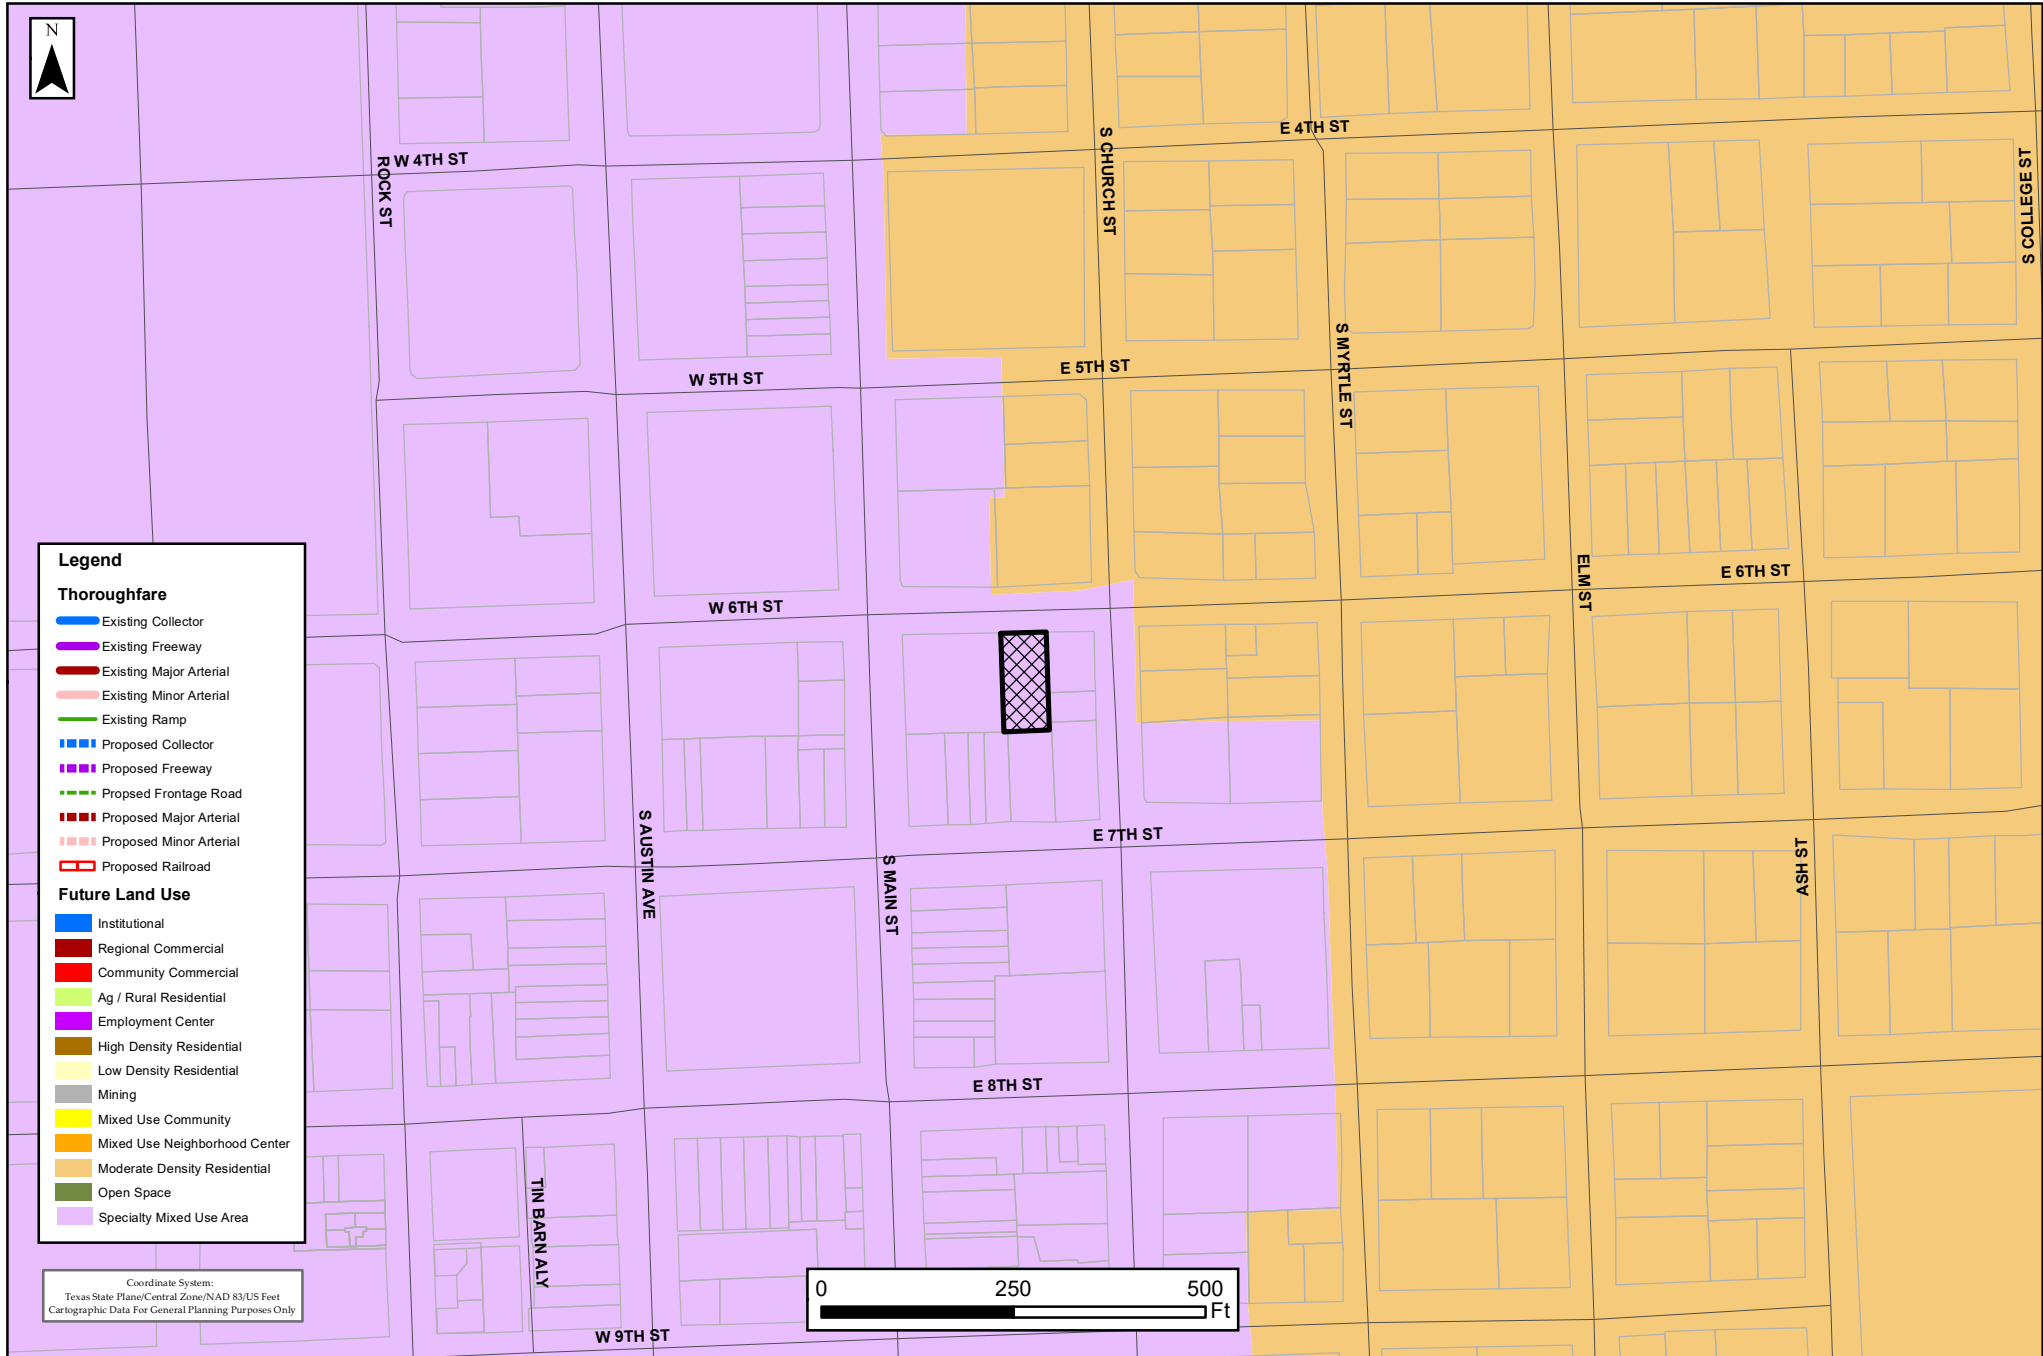 N
E 4TH ST
W 4TH ST
ROCK ST
S CHURCH ST
S COLLEGE ST
W 5TH ST
E 5TH ST
S MYRTLE ST
W 6TH ST
E 6TH ST
ELM ST
S AUSTIN AVE
S MAIN ST
E 7TH ST
ASH ST
E 8TH ST
TIN BARN ALY
W 9TH ST
Legend
Thoroughfare
Existing Collector
Existing Freeway
Existing Major Arterial
Existing Minor Arterial
Existing Ramp
Proposed Collector
Proposed Freeway
Propsed Frontage Road
Proposed Major Arterial
Proposed Minor Arterial
Proposed Railroad
Future Land Use
Institutional
Regional Commercial
Community Commercial
Ag / Rural Residential
Employment Center
High Density Residential
Low Density Residential
Mining
Mixed Use Community
Mixed Use Neighborhood Center
Moderate Density Residential
Open Space
Specialty Mixed Use Area
Coordinate System:
Texas State Plane/Central Zone/NAD 83/US Feet
Cartographic Data For General Planning Purposes Only
0 250 500
Ft